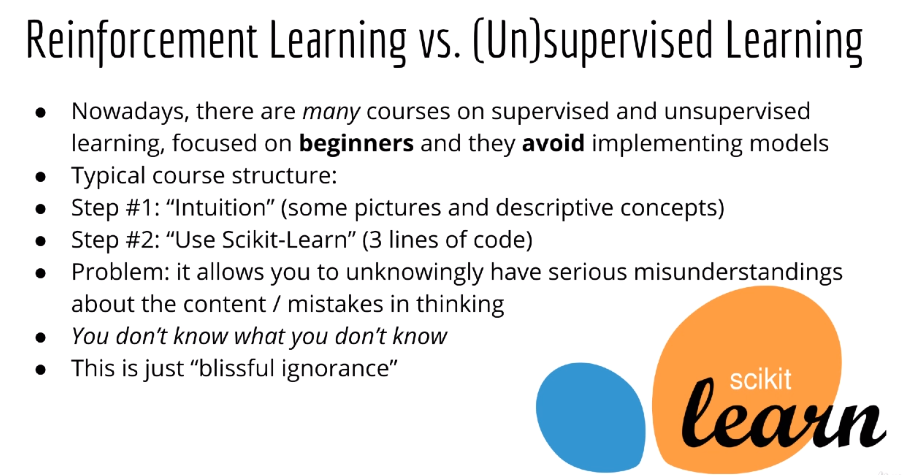 Reinforcement Learning vs. (Un)supervised Learning
● Nowadays, there are many courses on supervised and unsupervised
learning, focused on beginners and they avoid implementing models
● Typical course structure:
● Step #1: “Intuition” (some pictures and descriptive concepts)
● Step #2: “Use Scikit-Learn” (3 lines of code)
● Problem: it allows you to unknowingly have serious misunderstandings
about the content / mistakes in thinking
● You don’t know what you don’t know
● This is just “blissful ignorance”
scikit
learn